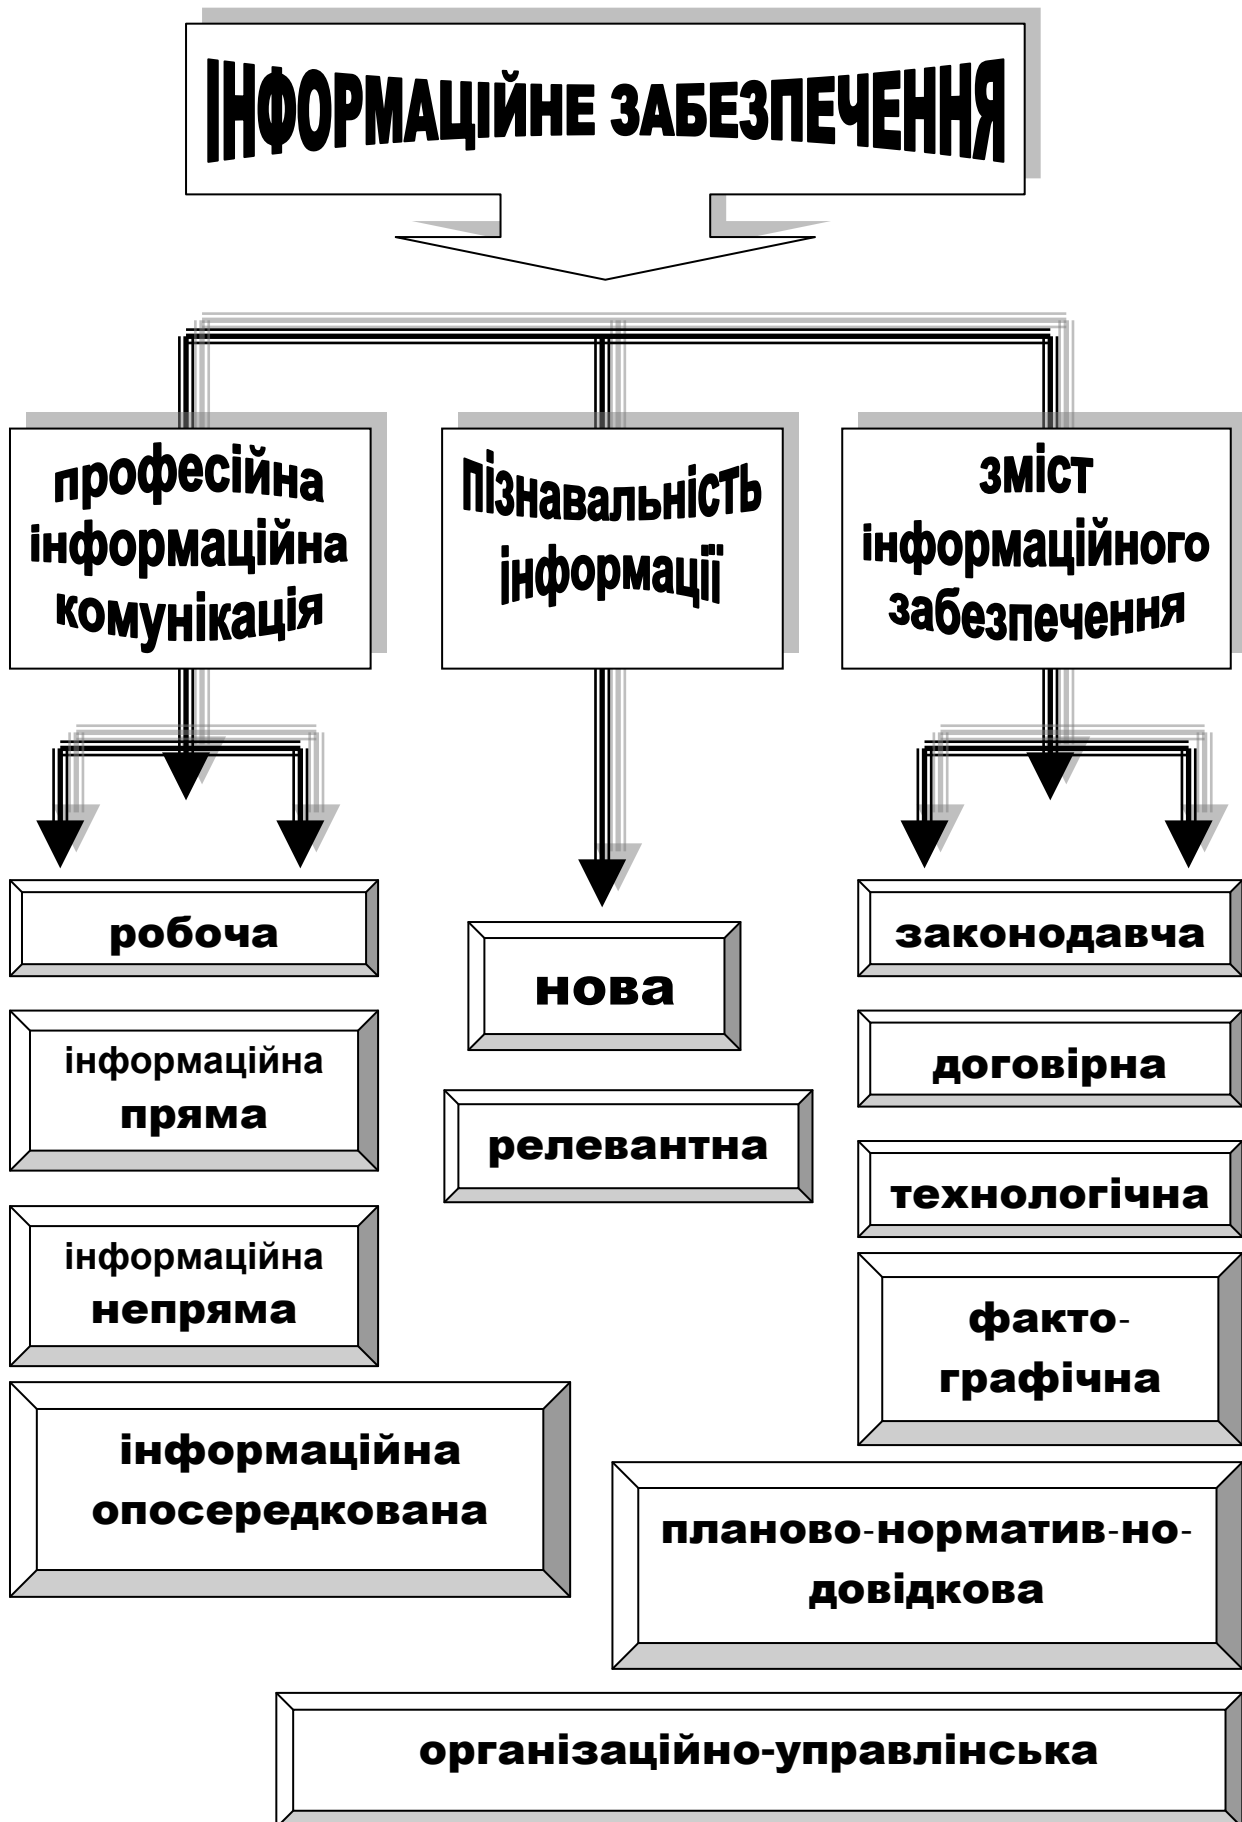 ІНФОРМАЦІЙНЕ ЗАБЕЗПЕЧЕННЯ
професійна
інформаційна
комунікація
пізнавальність
інформації
зміст
інформаційного
забезпечення
робоча
інформаційна
пряма
інформаційна
непряма
інформаційна
опосередкована
нова
релевантна
законодавча
договірна
технологічна
факто-
графічна
планово-норматив-но-
довідкова
організаційно-управлінська